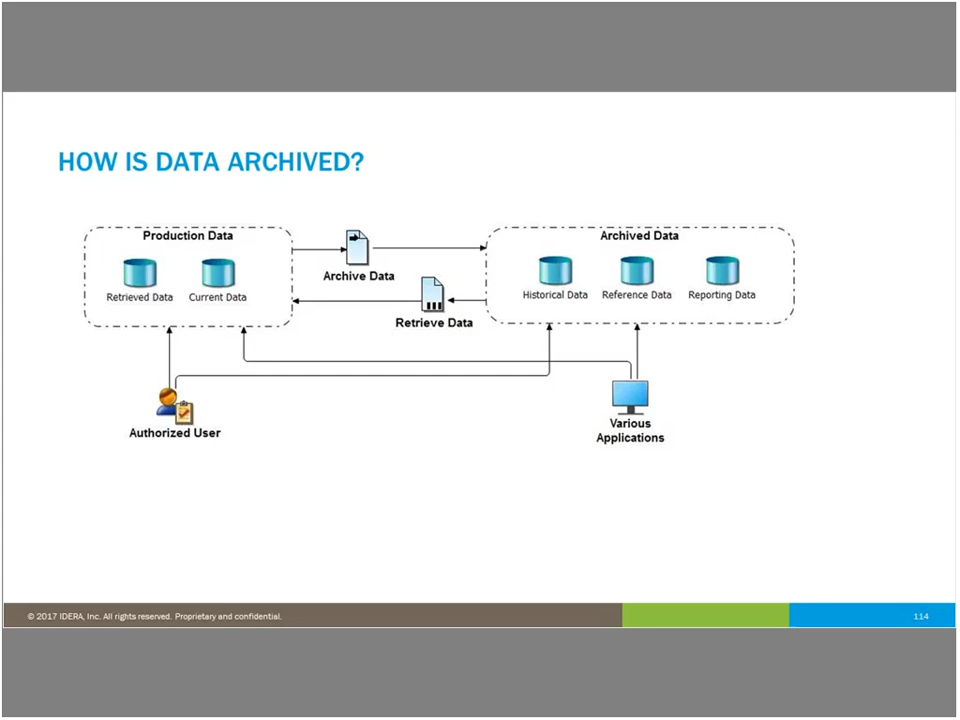 HOW IS DATA ARCHIVED?
Production Data
Retrieved Data
Current Data
Archive Data
Retrieve Data
Archived Data
Historical Data
Reference Data
Reporting Data
Authorized User
Various
Applications
© 2017 IDERA, Inc. All rights reserved. Proprietary and confidential.
114